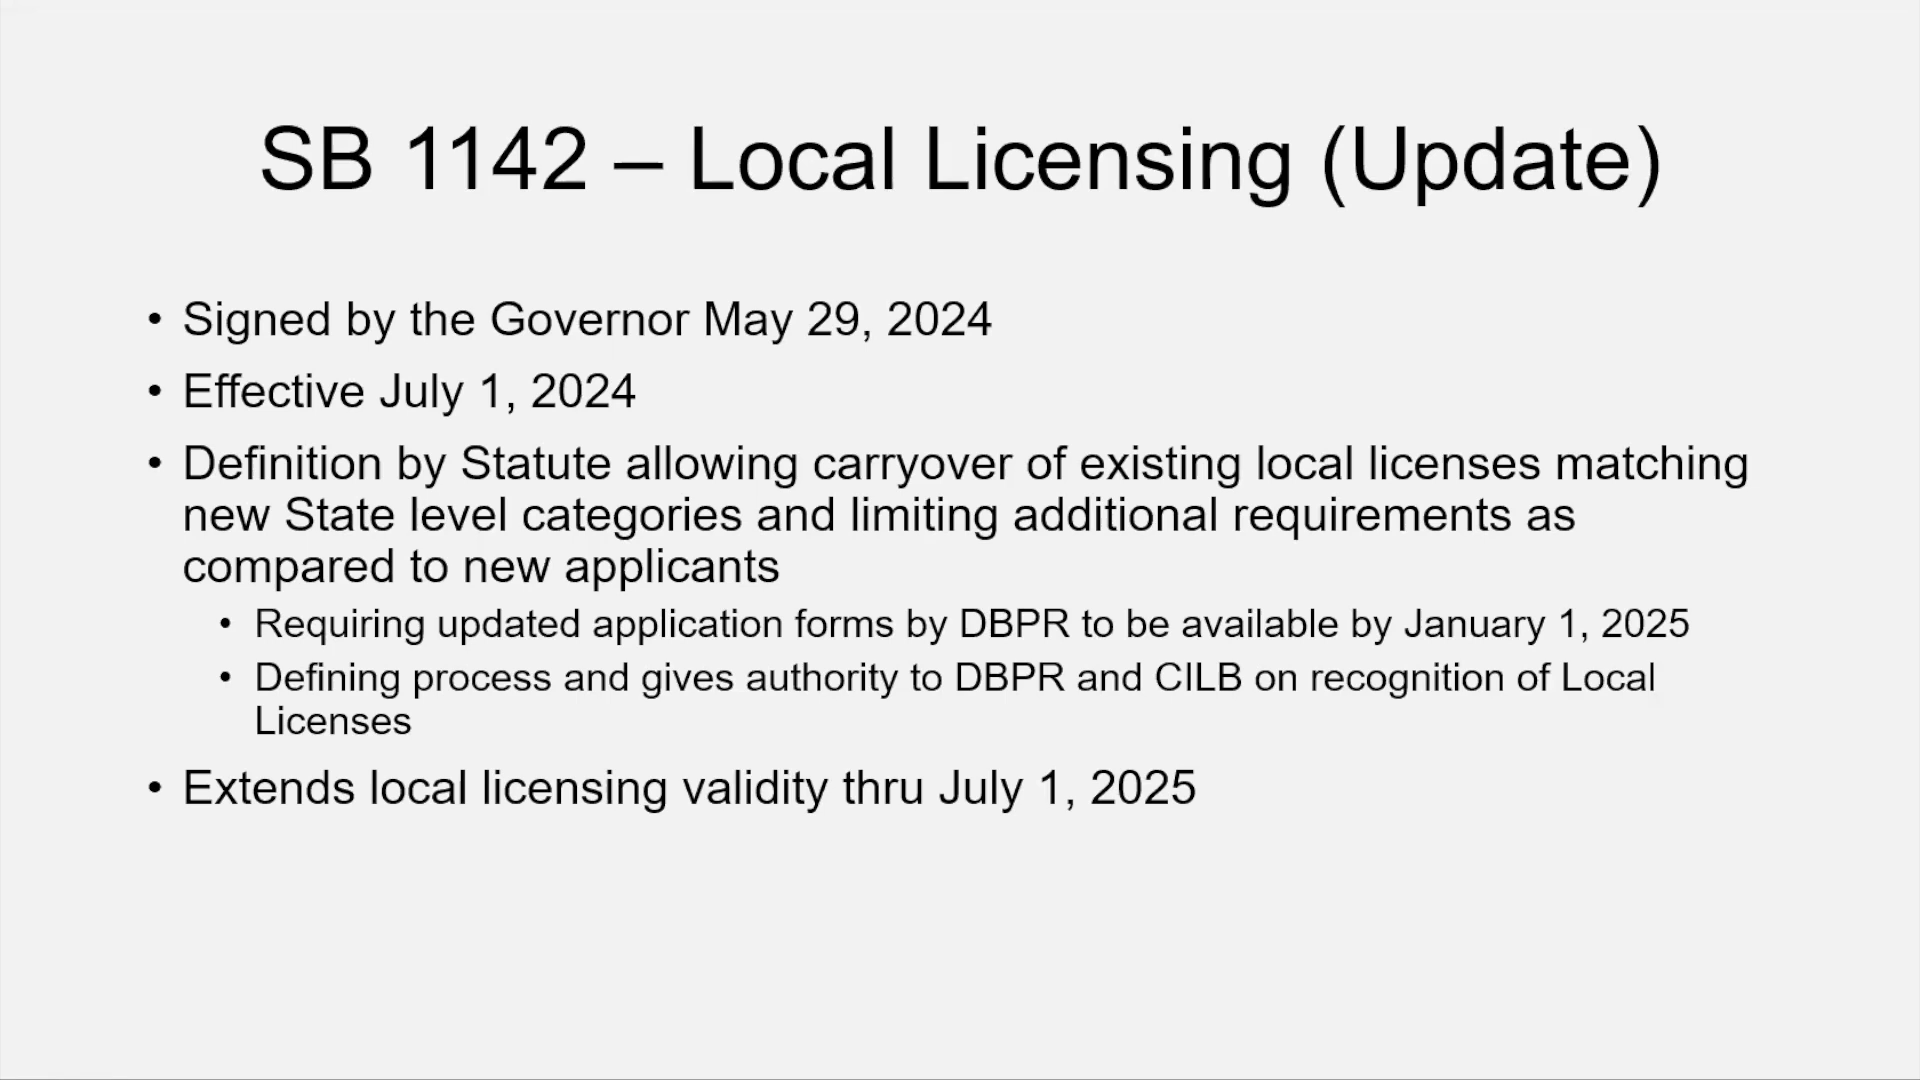 SB 1142 – Local Licensing (Update)
• Signed by the Governor May 29, 2024
• Effective July 1, 2024
• Definition by Statute allowing carryover of existing local licenses matching
new State level categories and limiting additional requirements as
compared to new applicants
• Requiring updated application forms by DBPR to be available by January 1, 2025
• Defining process and gives authority to DBPR and CILB on recognition of Local
Licenses
• Extends local licensing validity thru July 1, 2025